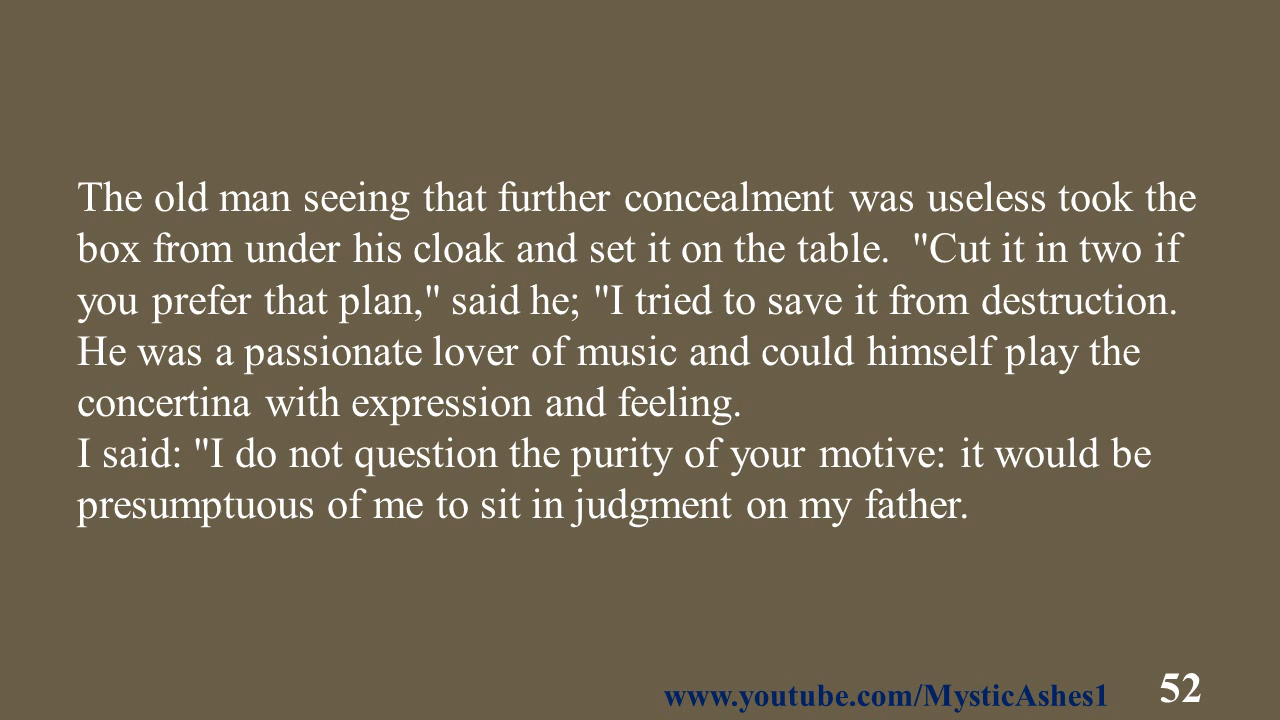 The old man seeing that further concealment was useless took the
box from under his cloak and set it on the table.  "Cut it in two if
you prefer that plan," said he; "I tried to save it from destruction.
He was a passionate lover of music and could himself play the
concertina with expression and feeling.
I said: "I do not question the purity of your motive: it would be
presumptuous of me to sit in judgment on my father.
www.youtube.com/MysticAshes1
52